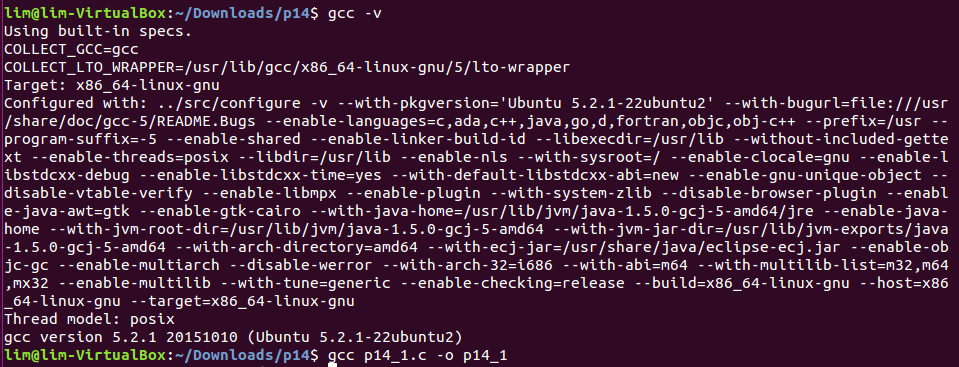 lim@lim-VirtualBox:~/Downloads/p14$ gcc -v
Using built-in specs.
COLLECT_GCC=gcc
COLLECT_LTO_WRAPPER=/usr/lib/gcc/x86_64-linux-gnu/5/lto-wrapper
Target: x86_64-linux-gnu
Configured with: ../src/configure -v --with-pkgversion='Ubuntu 5.2.1-22ubuntu2' --with-bugurl=file:///usr
/share/doc/gcc-5/README.Bugs --enable-languages=c,ada,c++,java,go,d,fortran,objc,obj-c++ --prefix=/usr --
program-suffix=-5 --enable-shared --enable-linker-build-id --libexecdir=/usr/lib --without-included-gette
xt --enable-threads=posix --libdir=/usr/lib --enable-nls --with-sysroot=/ --enable-clocale=gnu --enable-l
ibstdcxx-debug --enable-libstdcxx-time=yes --with-default-libstdcxx-abi=new --enable-gnu-unique-object --
disable-vtable-verify --enable-libmpx --enable-plugin --with-system-zlib --disable-browser-plugin --enabl
e-java-awt=gtk --enable-gtk-cairo --with-java-home=/usr/lib/jvm/java-1.5.0-gcj-5-amd64/jre --enable-java-
home --with-jvm-root-dir=/usr/lib/jvm/java-1.5.0-gcj-5-amd64 --with-jvm-jar-dir=/usr/lib/jvm-exports/java
-1.5.0-gcj-5-amd64 --with-arch-directory=amd64 --with-ecj-jar=/usr/share/java/eclipse-ecj.jar --enable-ob
jc-gc --enable-multiarch --disable-werror --with-arch-32=i686 --with-abi=m64 --with-multilib-list=m32,m64
,mx32 --enable-multilib --with-tune=generic --enable-checking=release --build=x86_64-linux-gnu --host=x86
_64-linux-gnu --target=x86_64-linux-gnu
Thread model: posix
gcc version 5.2.1 20151010 (Ubuntu 5.2.1-22ubuntu2)
lim@lim-VirtualBox:~/Downloads/p14$ gcc p14_1.c -o p14_1